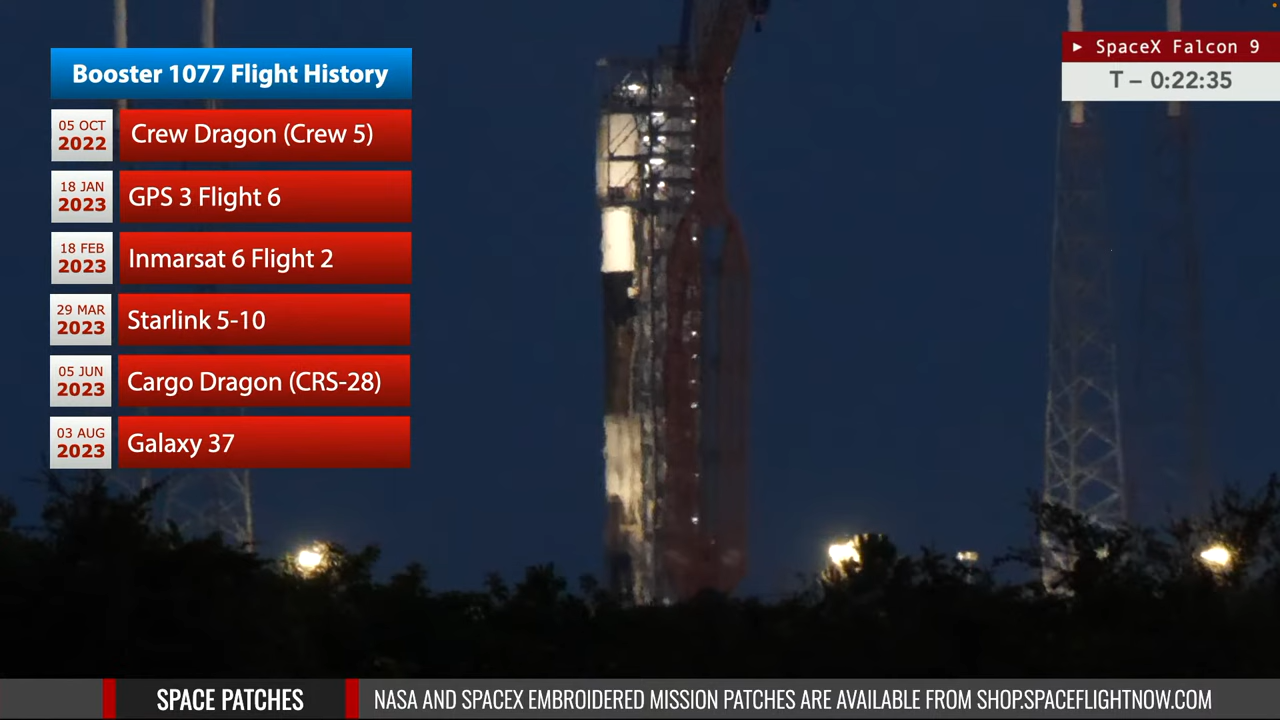 Booster 1077 Flight History
05 OCT
2022
Crew Dragon (Crew 5)
18 JAN
2023
GPS 3 Flight 6
18 FEB
2023
Inmarsat 6 Flight 2
29 MAR
2023
Starlink 5-10
05 JUN
2023
Cargo Dragon (CRS-28)
03 AUG
2023
Galaxy 37
▶ SpaceX Falcon 9
T – 0:22:35
SPACE PATCHES
NASA AND SPACEX EMBROIDERED MISSION PATCHES ARE AVAILABLE FROM SHOP.SPACEFLIGHTNOW.COM